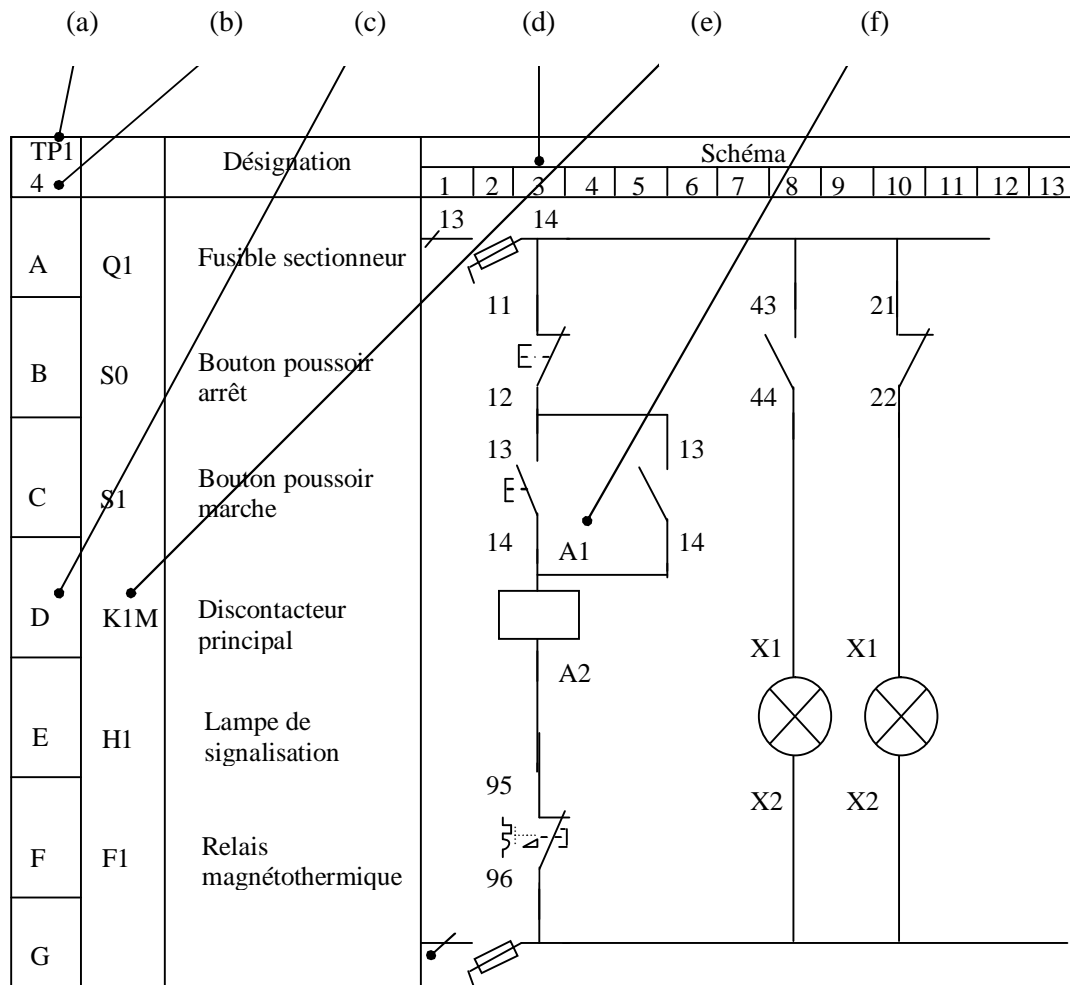 (a) (b) (c) (d) (e) (f)
TP1
4
Désignation
Schéma
1 2 3 4 5 6 7 8 9 10 11 12 13
13 14
A Q1 Fusible sectionneur
11 43 21
B S0 Bouton poussoir
arrêt
12 44 22
13 13
C S1 Bouton poussoir
marche
14 A1 14
D K1M Discontacteur
principal
X1 X1
A2
E H1 Lampe de
signalisation
95 X2 X2
F F1 Relais
magnétothermique
96
G